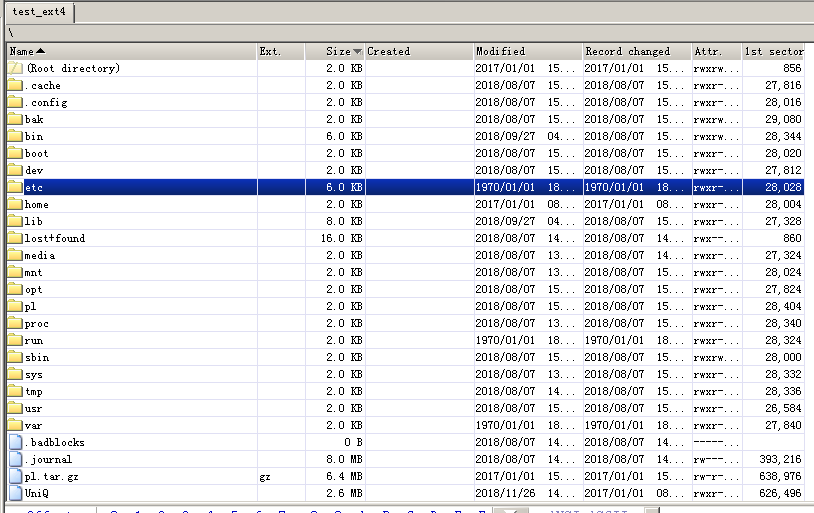 test_ext4
\
Name Ext. Size Created Modified Record changed Attr. 1st sector
(Root directory) 2.0 KB 2017/01/01 15... 2017/01/01 15... rwxrw... 856
.cache 2.0 KB 2018/08/07 15... 2018/08/07 15... rwxr-... 27,816
.config 2.0 KB 2018/08/07 15... 2018/08/07 15... rwxr-... 28,016
bak 2.0 KB 2018/08/07 15... 2018/08/07 15... rwxrw... 29,080
bin 6.0 KB 2018/09/27 04... 2018/09/27 04... rwxrw... 28,344
boot 2.0 KB 2018/08/07 15... 2018/08/07 15... rwxr-... 28,020
dev 2.0 KB 2018/08/07 15... 2018/08/07 15... rwxr-... 27,812
etc 6.0 KB 1970/01/01 18... 1970/01/01 18... rwxr-... 28,028
home 2.0 KB 2017/01/01 08... 2017/01/01 08... rwxr-... 28,004
lib 8.0 KB 2018/09/27 04... 2018/09/27 04... rwxr-... 27,328
lost+found 16.0 KB 2018/08/07 14... 2018/08/07 14... rwx--... 860
media 2.0 KB 2018/08/07 13... 2018/08/07 14... rwxr-... 27,324
mnt 2.0 KB 2018/08/07 13... 2018/08/07 15... rwxr-... 28,024
opt 2.0 KB 2018/08/07 15... 2018/08/07 15... rwxr-... 27,824
pl 2.0 KB 2018/08/07 15... 2018/08/07 15... rwxr-... 28,404
proc 2.0 KB 2018/08/07 13... 2018/08/07 15... rwxr-... 28,340
run 2.0 KB 1970/01/01 18... 1970/01/01 18... rwxr-... 28,324
sbin 2.0 KB 2018/08/07 15... 2018/08/07 15... rwxrw... 28,000
sys 2.0 KB 2018/08/07 13... 2018/08/07 15... rwxr-... 28,332
tmp 2.0 KB 2018/08/07 14... 2018/08/07 15... rwxr-... 28,336
usr 2.0 KB 2018/08/07 15... 2018/08/07 14... rwxr-... 26,584
var 2.0 KB 1970/01/01 18... 1970/01/01 18... rwxr-... 27,840
.badblocks 0 B 2018/08/07 14... 2018/08/07 14... -----...
.journal 8.0 MB 2018/08/07 14... 2018/08/07 14... rw---... 393,216
pl.tar.gz gz 6.4 MB 2017/01/01 15... 2017/01/01 15... rw-r-... 638,976
UniQ 2.6 MB 2018/11/26 14... 2017/01/01 08... rwxr-... 626,496